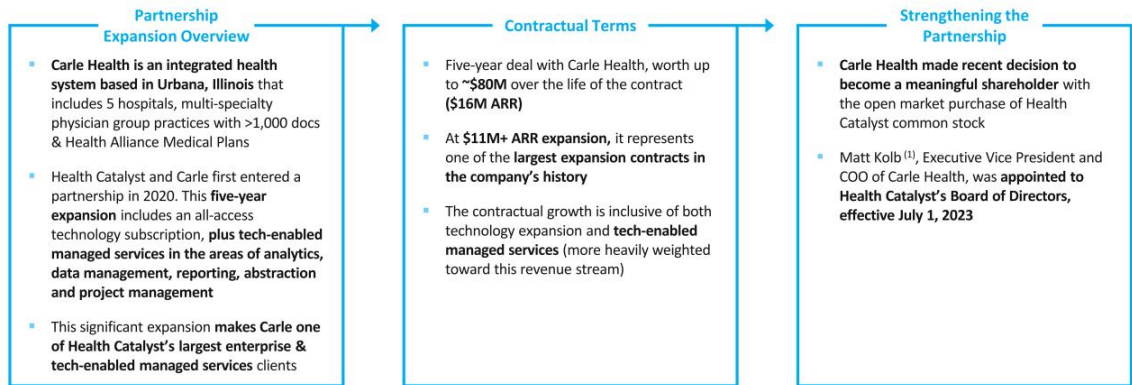 Partnership
Expansion Overview
▪ Carle Health is an integrated health
system based in Urbana, Illinois that
includes 5 hospitals, multi-specialty
physician group practices with >1,000 docs
& Health Alliance Medical Plans
▪ Health Catalyst and Carle first entered a
partnership in 2020. This five-year
expansion includes an all-access
technology subscription, plus tech-enabled
managed services in the areas of analytics,
data management, reporting, abstraction
and project management
▪ This significant expansion makes Carle one
of Health Catalyst's largest enterprise &
tech-enabled managed services clients
Contractual Terms
▪ Five-year deal with Carle Health, worth up
to ~$80M over the life of the contract
($16M ARR)
▪ At $11M+ ARR expansion, it represents
one of the largest expansion contracts in
the company's history
▪ The contractual growth is inclusive of both
technology expansion and tech-enabled
managed services (more heavily weighted
toward this revenue stream)
Strengthening the
Partnership
▪ Carle Health made recent decision to
become a meaningful shareholder with
the open market purchase of Health
Catalyst common stock
▪ Matt Kolb (1), Executive Vice President and
COO of Carle Health, was appointed to
Health Catalyst's Board of Directors,
effective July 1, 2023